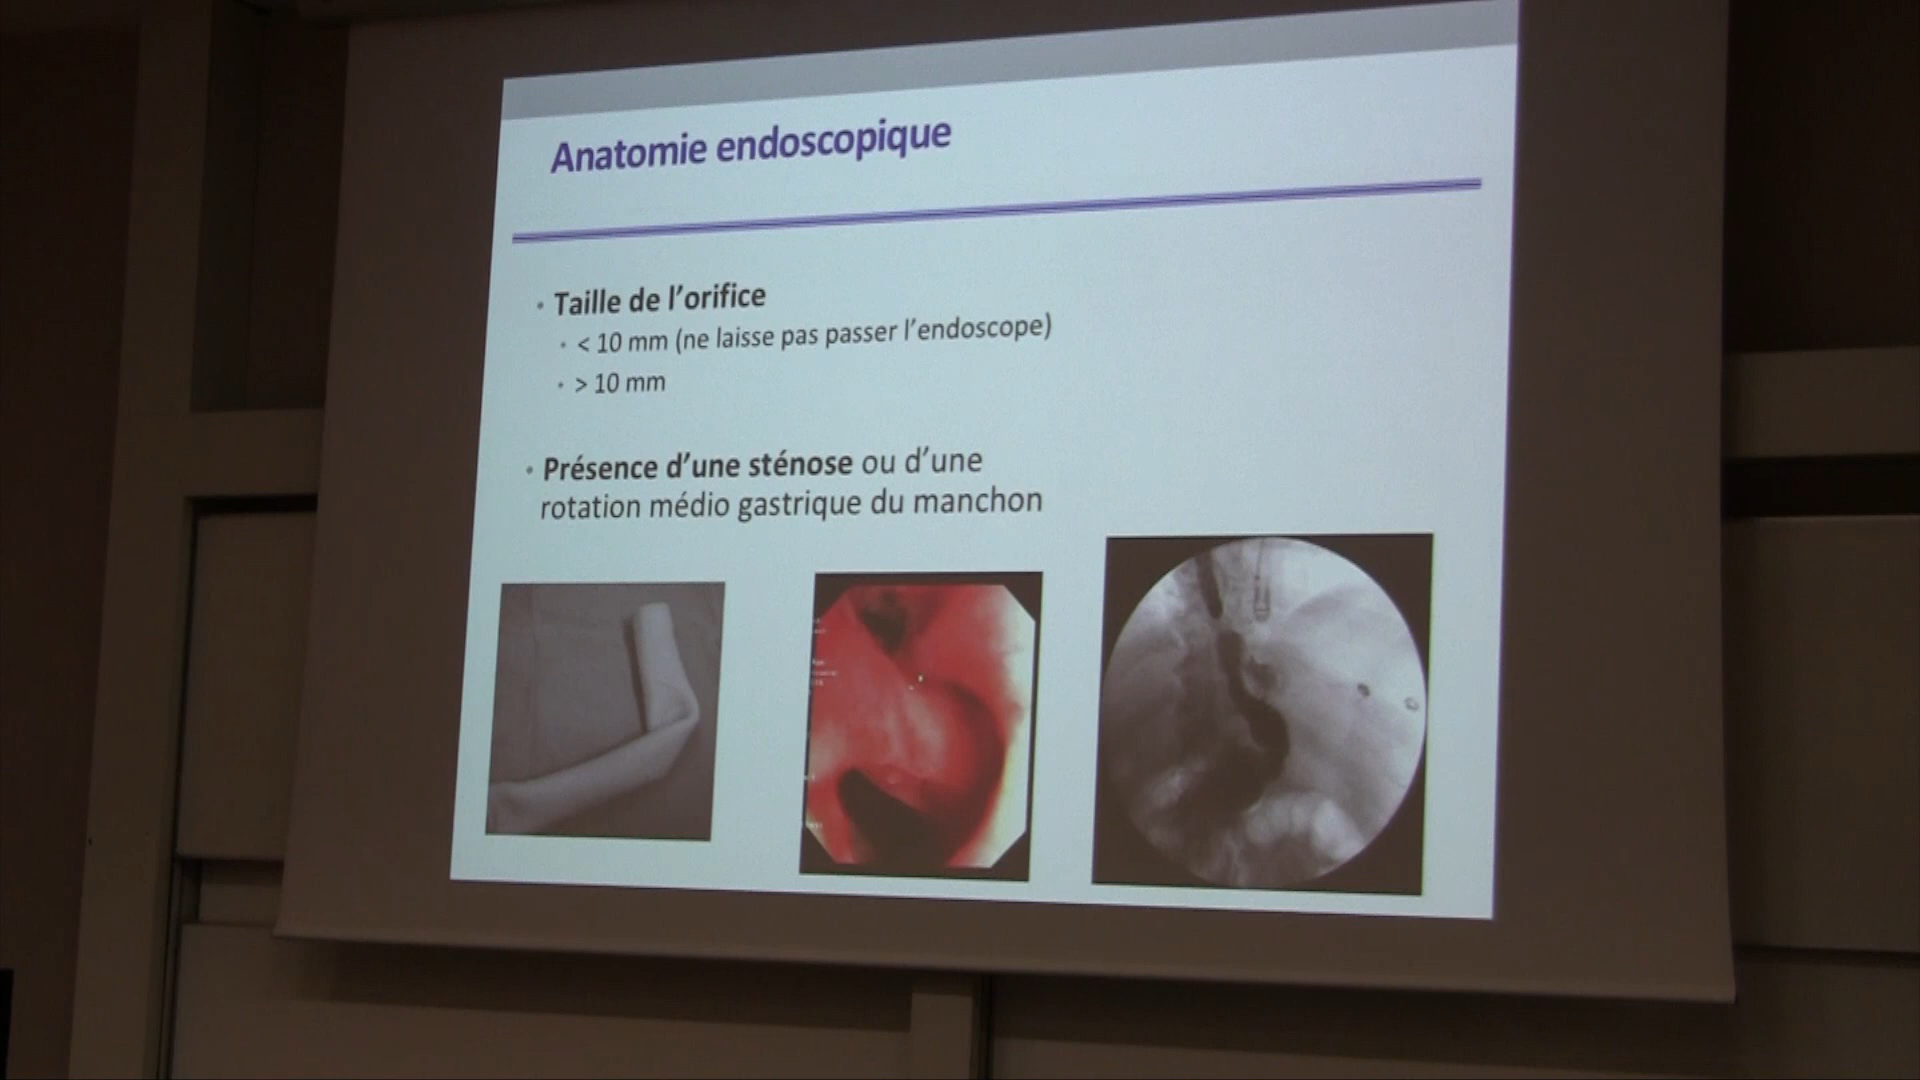 Anatomie endoscopique
• Taille de l’orifice
• < 10 mm (ne laisse pas passer l’endoscope)
• > 10 mm
• Présence d’une sténose ou d’une
rotation médio gastrique du manchon